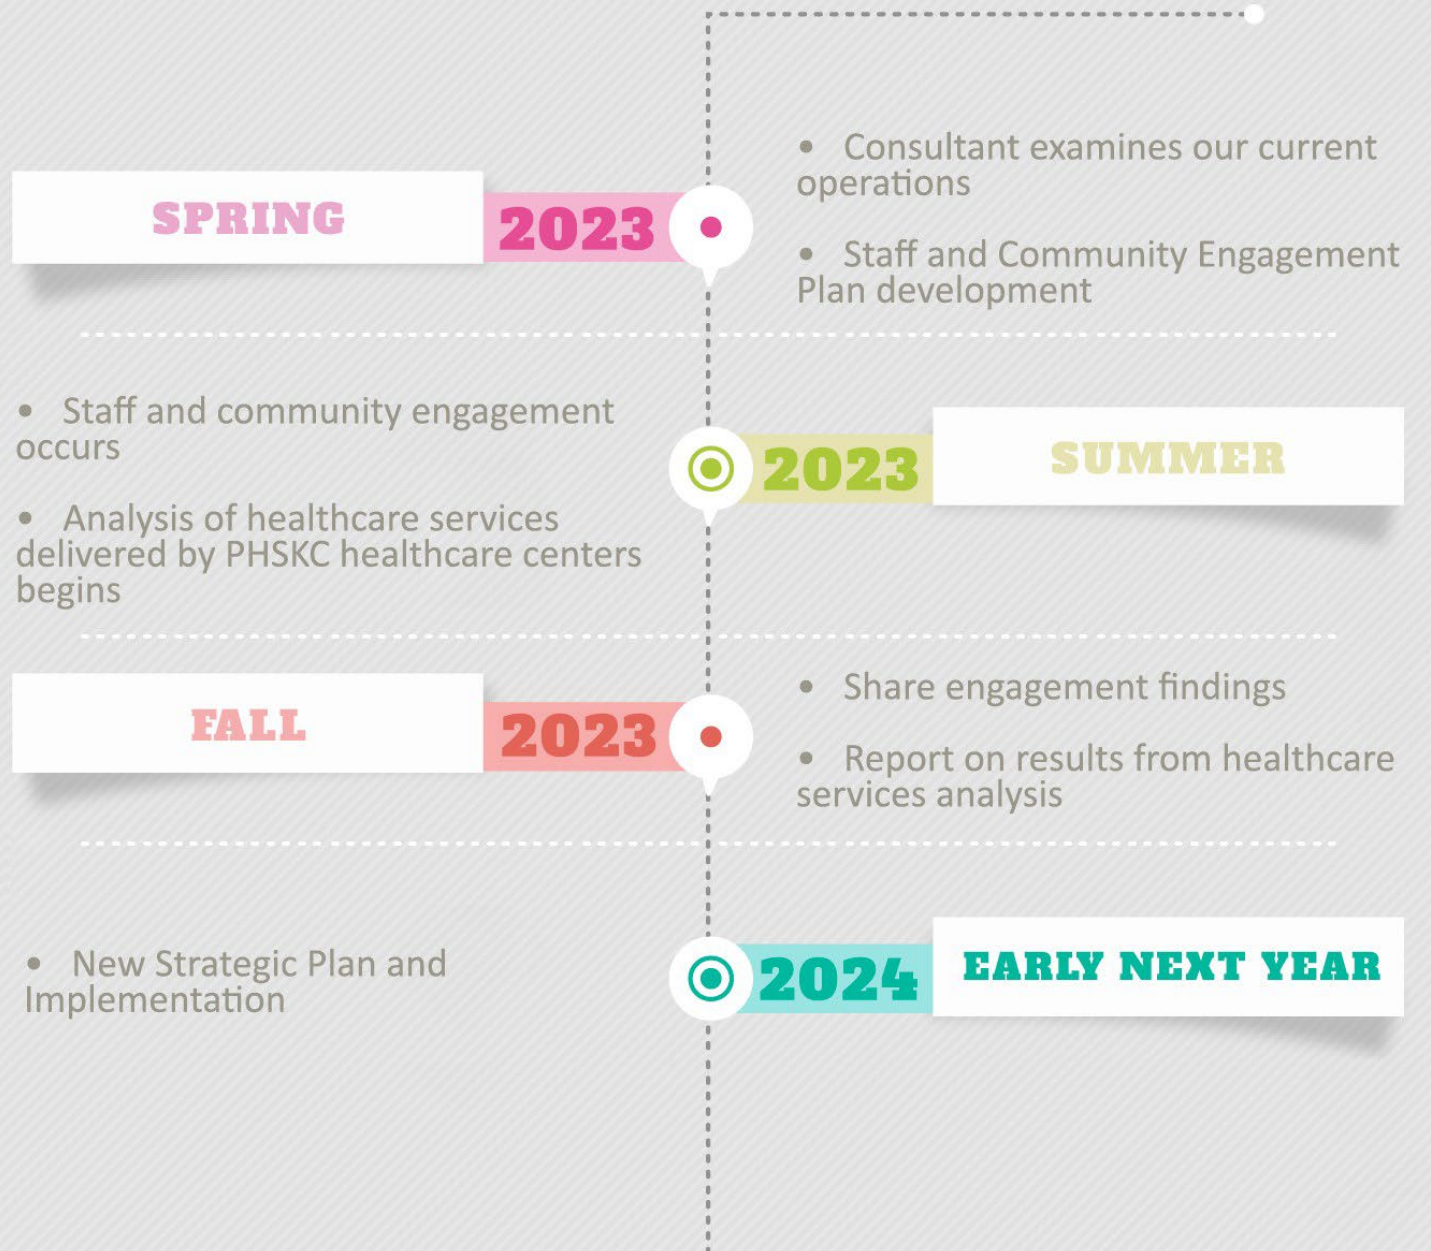 SPRING
2023
• Consultant examines our current
operations
• Staff and Community Engagement
Plan development
• Staff and community engagement
occurs
• Analysis of healthcare services
delivered by PHSKC healthcare centers
begins
2023
SUMMER
FALL
2023
• Share engagement findings
• Report on results from healthcare
services analysis
• New Strategic Plan and
Implementation
2024
EARLY NEXT YEAR